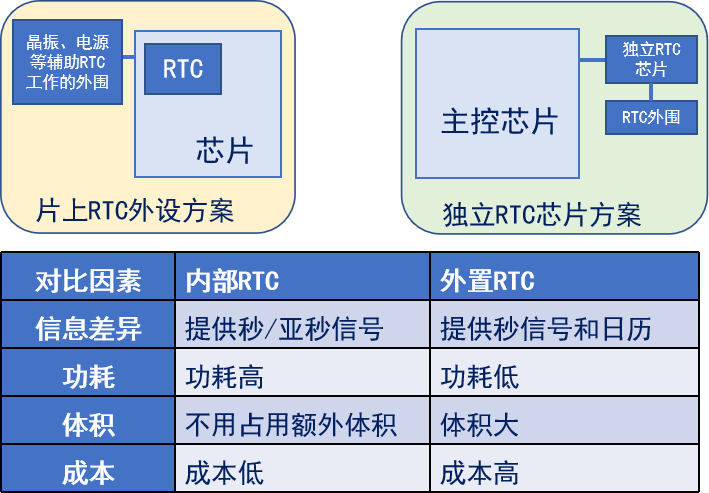 晶振、电源
等辅助RTC
工作的外围
RTC
芯片
片上RTC外设方案
主控芯片
独立RTC
芯片
RTC外围
独立RTC芯片方案
对比因素 内部RTC 外置RTC
信息差异 提供秒/亚秒信号 提供秒信号和日历
功耗 功耗高 功耗低
体积 不用占用额外体积 体积大
成本 成本低 成本高